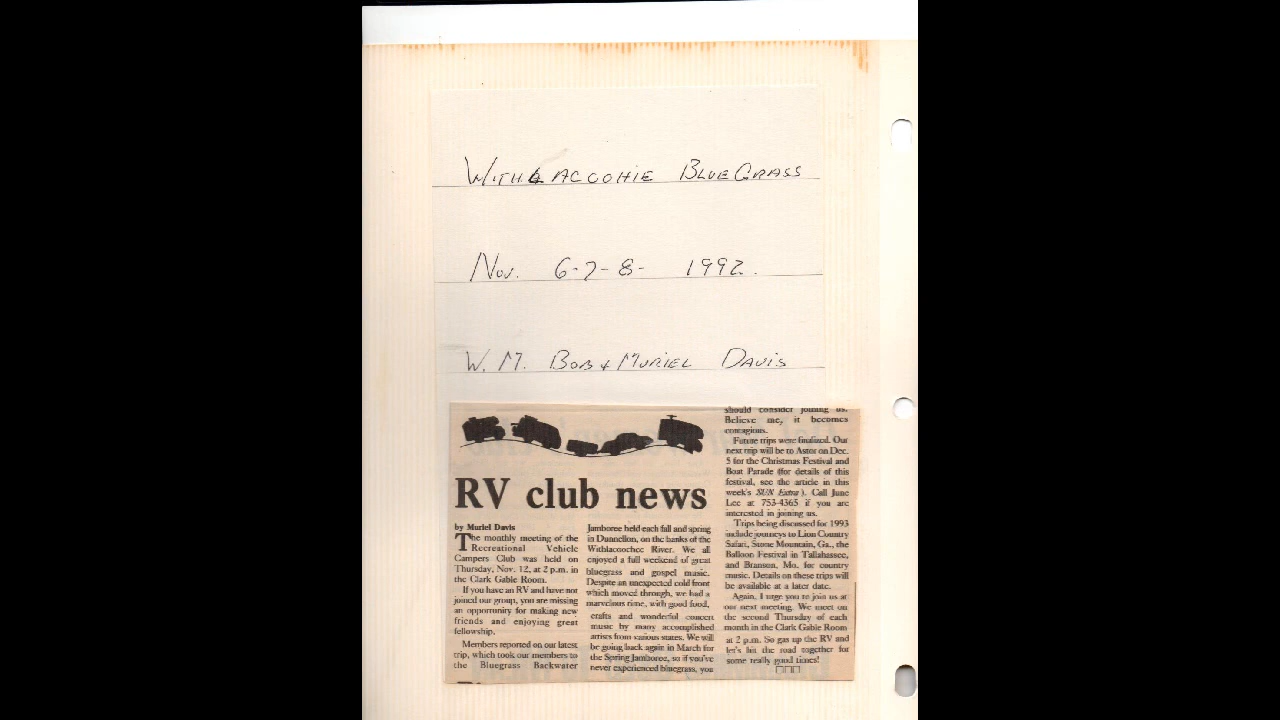 WITHLACOOHIE BLUEGRASS
NOV. 6-7-8- 1992.
W. M. BOB & MURIEL DAVIS
RV club news
by Muriel Davis
The monthly meeting of the
Recreational Vehicle
Campers Club was held on
Thursday, Nov. 12, at 2 p.m. in
the Clark Gable Room.
If you have an RV and have not
joined our group, you are missing
an opportunity for making new
friends and enjoying great
fellowship.
Members reported on our latest
trip, which took our members to
the Bluegrass Backwater
Jamboree held each fall and spring
in Dunnellon, on the banks of the
Withlacoochee River. We all
enjoyed a full weekend of great
bluegrass and gospel music.
Despite an unexpected cold front
which moved through, we had a
marvelous time, with good food,
crafts and wonderful concert
music by many accomplished
artists from various states. We will
be going back again in March for
the Spring Jamboree, so if you've
never experienced bluegrass, you
should consider joining us.
Believe me, it becomes
contagious.
Future trips were finalized. Our
next trip will be to Astor on Dec.
5 for the Christmas Festival and
Boat Parade (for details of this
festival, see the article in this
week's SUN Extra). Call June
Lee at 753-4365 if you are
interested in joining us.
Trips being discussed for 1993
include journeys to Lion Country
Safari, Stone Mountain, Ga., the
Balloon Festival in Tallahassee,
and Branson, Mo. for country
music. Details on these trips will
be available at a later date.
Again, I urge you to join us at
our next meeting. We meet on
the second Thursday of each
month in the Clark Gable Room
at 2 p.m. So gas up the RV and
let's hit the road together for
some really good times!